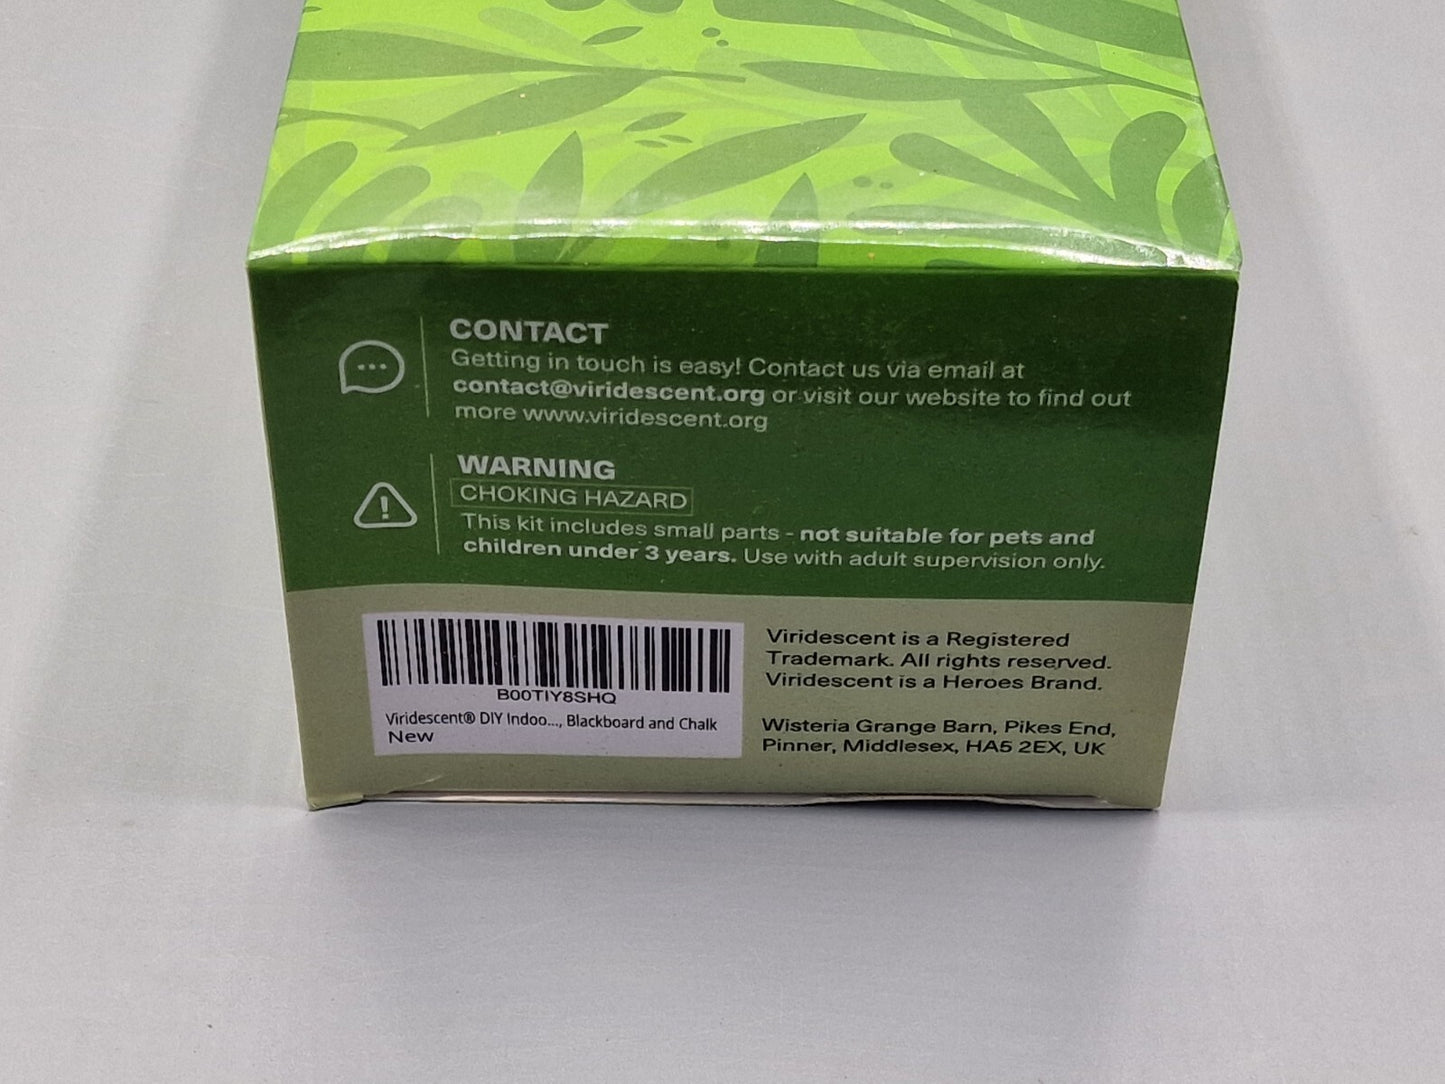 CONTACT
Getting in touch is easy! Contact us via email at
contact@viridescent.org or visit our website to find out
more www.viridescent.org
WARNING
CHOKING HAZARD
This kit includes small parts - not suitable for pets and
children under 3 years. Use with adult supervision only.
B00TIY8SHQ
Viridescent® DIY Indoo..., Blackboard and Chalk
New
Viridescent is a Registered
Trademark. All rights reserved.
Viridescent is a Heroes Brand.
Wisteria Grange Barn, Pikes End,
Pinner, Middlesex, HA5 2EX, UK